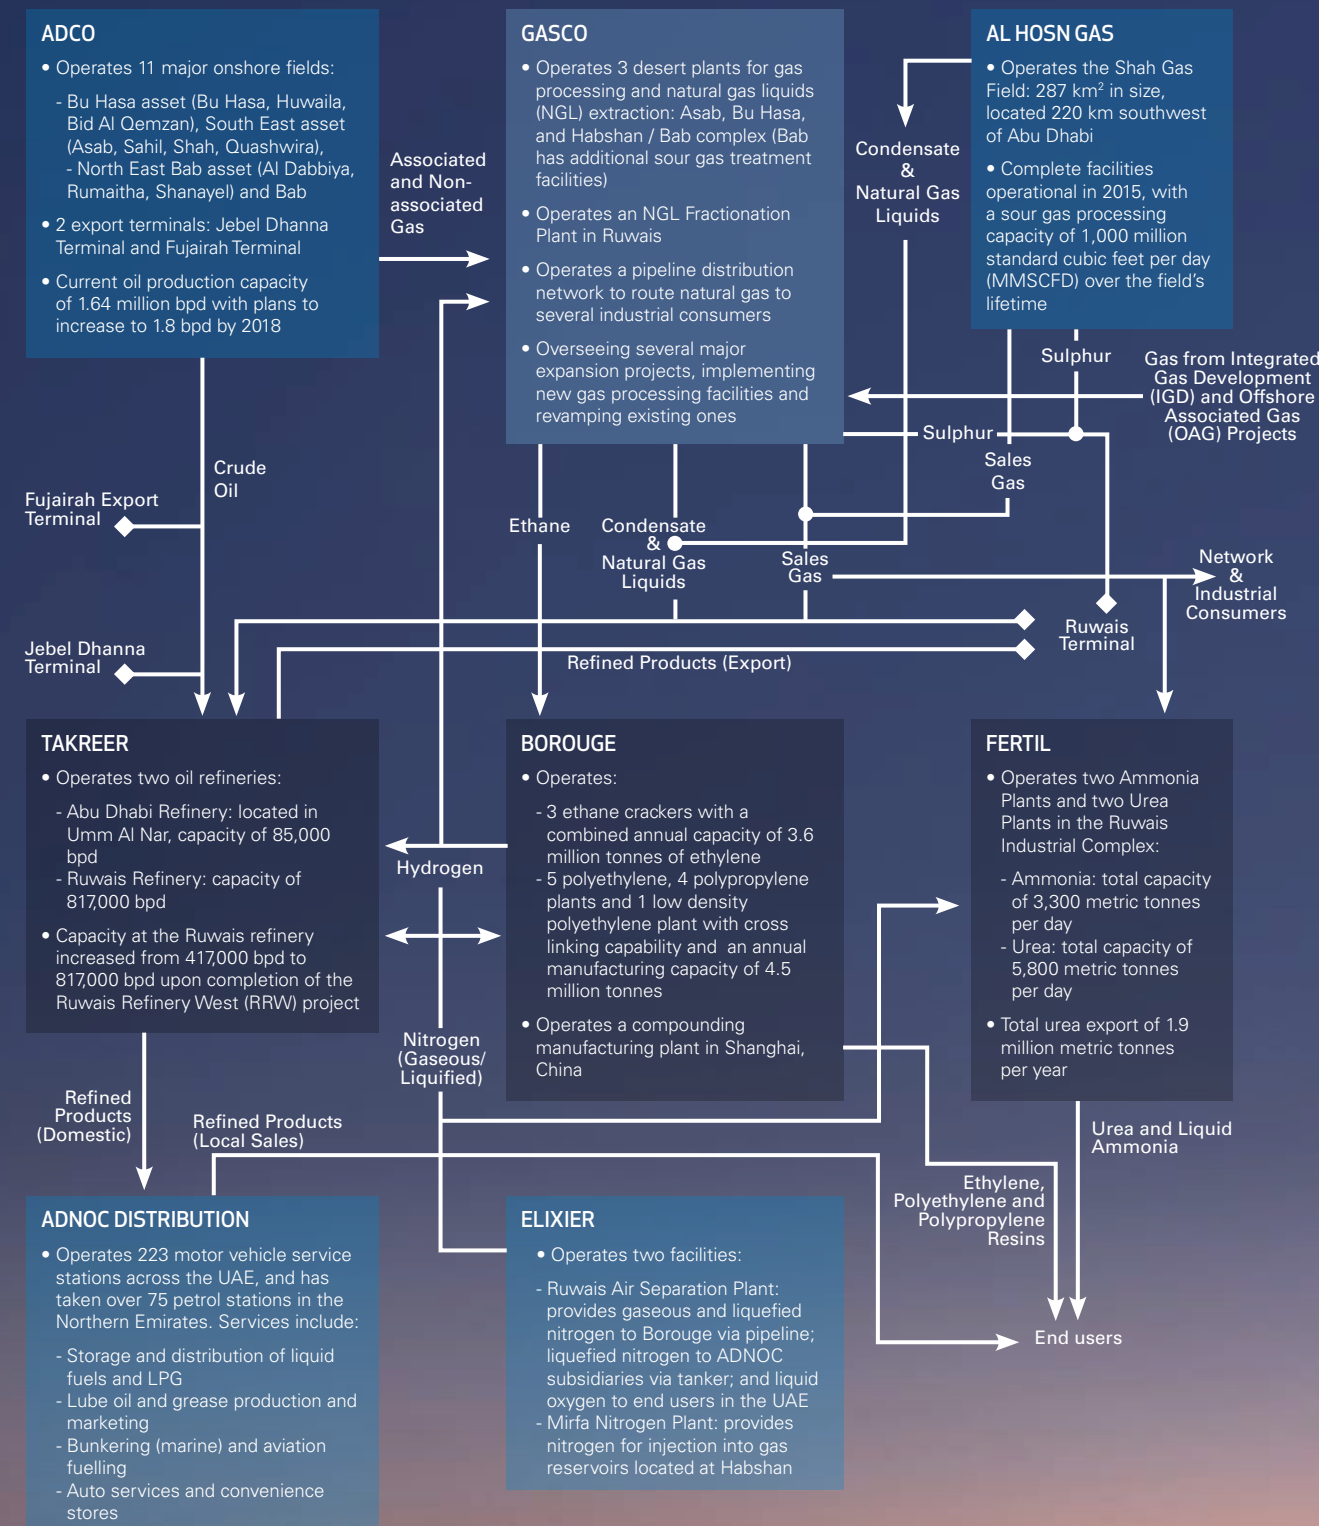 ADCO
• Operates 11 major onshore fields:
- Bu Hasa asset (Bu Hasa, Huwaila,
Bid Al Qemzan), South East asset
(Asab, Sahil, Shah, Quashwira),
- North East Bab asset (Al Dabbiya,
Rumaitha, Shanayel) and Bab
• 2 export terminals: Jebel Dhanna
Terminal and Fujairah Terminal
• Current oil production capacity
of 1.64 million bpd with plans to
increase to 1.8 bpd by 2018
Associated
and Non-
associated
Gas
GASCO
• Operates 3 desert plants for gas
processing and natural gas liquids
(NGL) extraction: Asab, Bu Hasa,
and Habshan / Bab complex (Bab
has additional sour gas treatment
facilities)
• Operates an NGL Fractionation
Plant in Ruwais
• Operates a pipeline distribution
network to route natural gas to
several industrial consumers
• Overseeing several major
expansion projects, implementing
new gas processing facilities and
revamping existing ones
Condensate
&
Natural Gas
Liquids
AL HOSN GAS
• Operates the Shah Gas
Field: 287 km² in size,
located 220 km southwest
of Abu Dhabi
• Complete facilities
operational in 2015, with
a sour gas processing
capacity of 1,000 million
standard cubic feet per day
(MMSCFD) over the field's
lifetime
Sulphur
Gas from Integrated
Gas Development
(IGD) and Offshore
Associated Gas
(OAG) Projects
Sulphur
Sales
Gas
Crude
Oil
Fujairah Export
Terminal
Ethane
Condensate
&
Natural Gas
Liquids
Sales
Gas
Network
&
Industrial
Consumers
Ruwais
Terminal
Jebel Dhanna
Terminal
Refined Products (Export)
TAKREER
• Operates two oil refineries:
- Abu Dhabi Refinery: located in
Umm Al Nar, capacity of 85,000
bpd
- Ruwais Refinery: capacity of
817,000 bpd
• Capacity at the Ruwais refinery
increased from 417,000 bpd to
817,000 bpd upon completion of the
Ruwais Refinery West (RRW) project
Hydrogen
BOROUGE
• Operates:
- 3 ethane crackers with a
combined annual capacity of 3.6
million tonnes of ethylene
- 5 polyethylene, 4 polypropylene
plants and 1 low density
polyethylene plant with cross
linking capability and an annual
manufacturing capacity of 4.5
million tonnes
• Operates a compounding
manufacturing plant in Shanghai,
China
FERTIL
• Operates two Ammonia
Plants and two Urea
Plants in the Ruwais
Industrial Complex:
- Ammonia: total capacity
of 3,300 metric tonnes
per day
- Urea: total capacity of
5,800 metric tonnes
per day
• Total urea export of 1.9
million metric tonnes
per year
Nitrogen
(Gaseous/
Liquified)
Refined
Products
(Domestic)
Refined Products
(Local Sales)
Urea and Liquid
Ammonia
Ethylene,
Polyethylene and
Polypropylene
Resins
ADNOC DISTRIBUTION
• Operates 223 motor vehicle service
stations across the UAE, and has
taken over 75 petrol stations in the
Northern Emirates. Services include:
- Storage and distribution of liquid
fuels and LPG
- Lube oil and grease production and
marketing
- Bunkering (marine) and aviation
fuelling
- Auto services and convenience
stores
ELIXIER
• Operates two facilities:
- Ruwais Air Separation Plant:
provides gaseous and liquefied
nitrogen to Borouge via pipeline;
liquefied nitrogen to ADNOC
subsidiaries via tanker; and liquid
oxygen to end users in the UAE
- Mirfa Nitrogen Plant: provides
nitrogen for injection into gas
reservoirs located at Habshan
End users